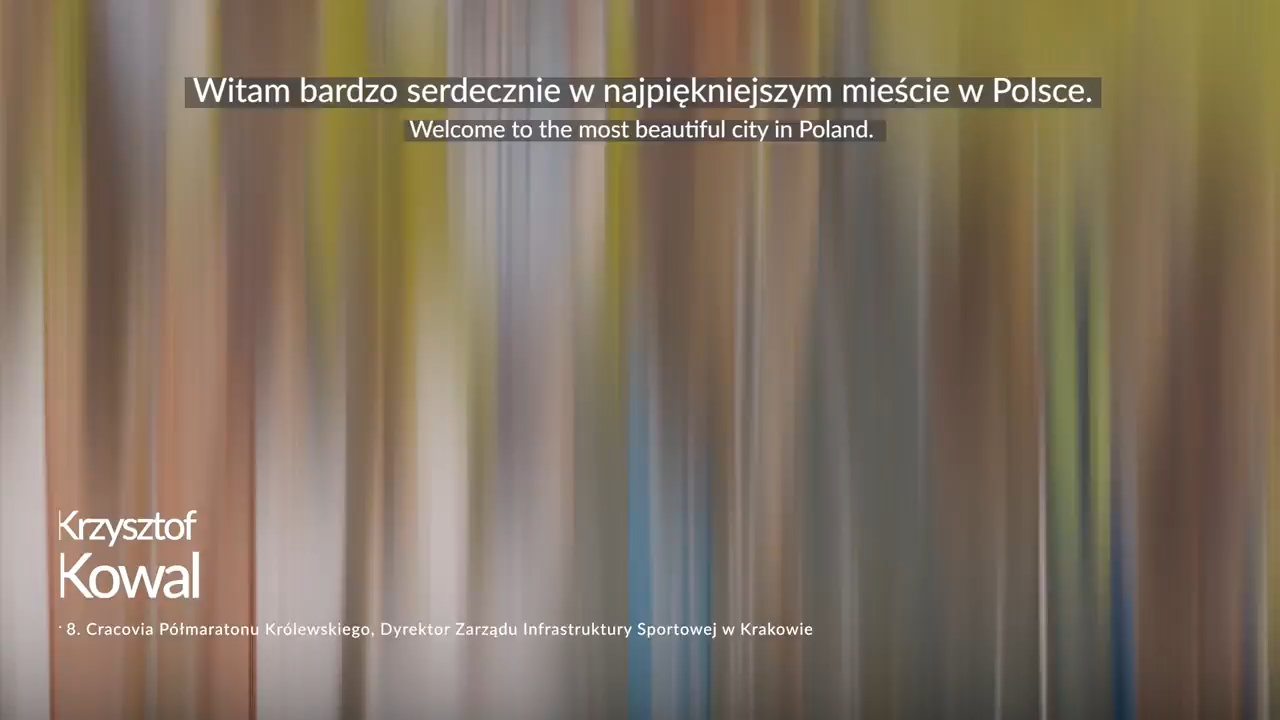 Witam bardzo serdecznie w najpiękniejszym mieście w Polsce.
Welcome to the most beautiful city in Poland.
Krzysztof
Kowal
8. Cracovia Półmaratonu Królewskiego, Dyrektor Zarządu Infrastruktury Sportowej w Krakowie